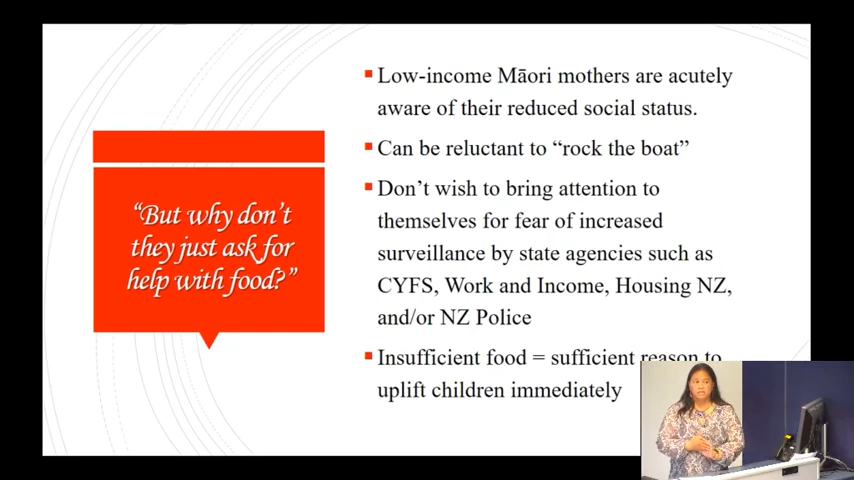 “But why don’t
they just ask for
help with food?”
Low-income Māori mothers are acutely
aware of their reduced social status.
Can be reluctant to “rock the boat”
Don’t wish to bring attention to
themselves for fear of increased
surveillance by state agencies such as
CYFS, Work and Income, Housing NZ,
and/or NZ Police
Insufficient food = sufficient reason to
uplift children immediately